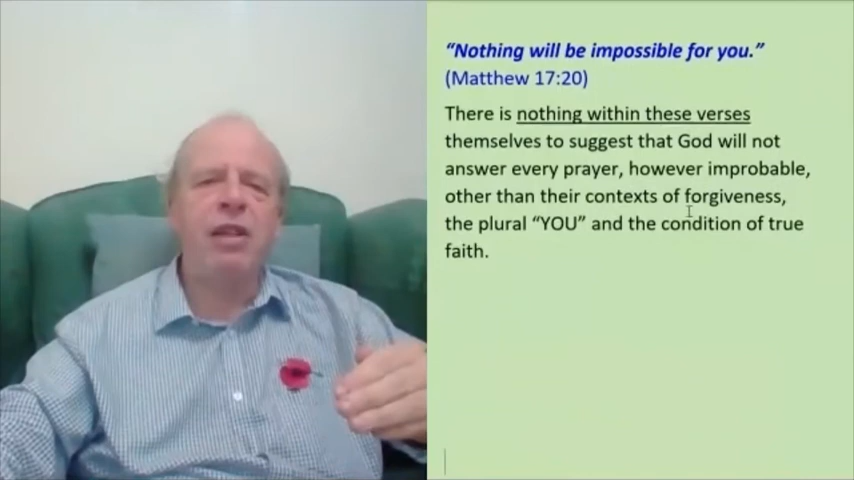 “Nothing will be impossible for you.”
(Matthew 17:20)
There is nothing within these verses
themselves to suggest that God will not
answer every prayer, however improbable,
other than their contexts of forgiveness,
the plural “YOU” and the condition of true
faith.